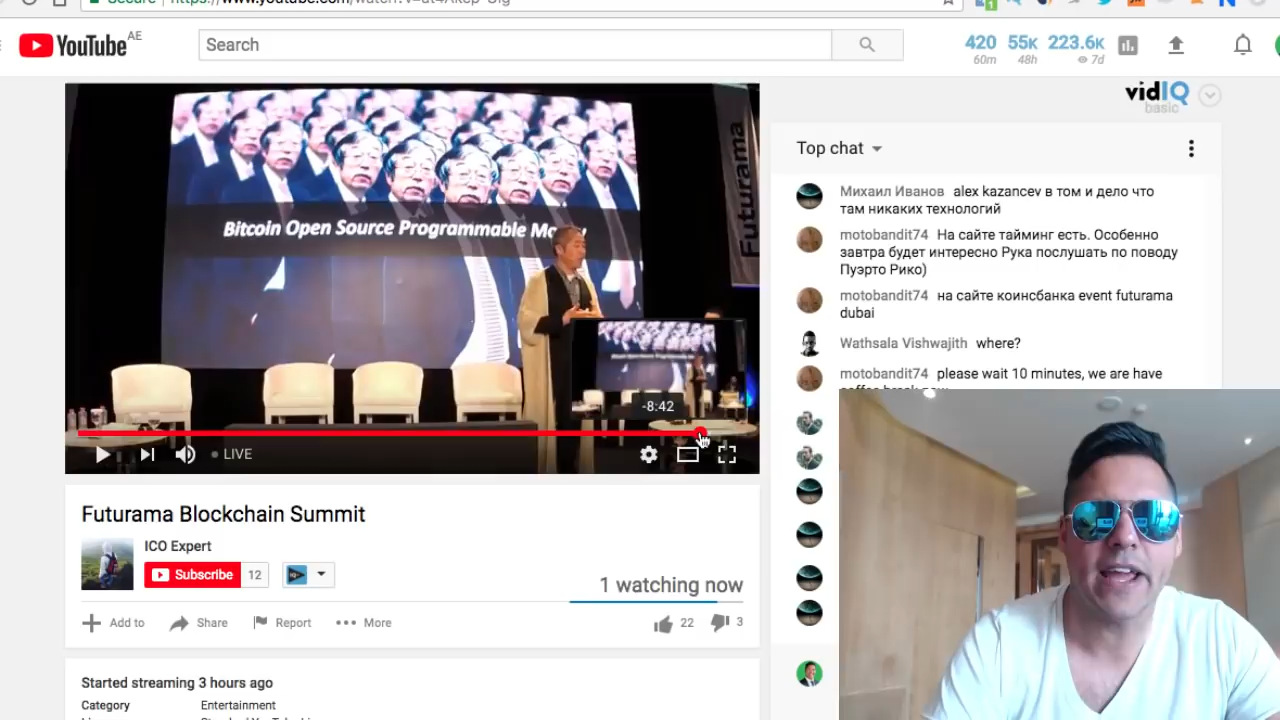 Secure
YouTube AE
Search
420 55K 223.6K
60m 48h 7d
vidIQ
basic
Top chat
Михаил Иванов alex kazancev в том и дело что
там никаких технологий
motobandit74 На сайте тайминг есть. Особенно
завтра будет интересно Рука послушать по поводу
Пуэрто Рико)
motobandit74 на сайте коинсбанка event futurama
dubai
Wathsala Vishwajith where?
motobandit74 please wait 10 minutes, we are have
Bitcoin Open Source Programmable
Futurama
-8:42
LIVE
Futurama Blockchain Summit
ICO Expert
Subscribe 12
1 watching now
Add to Share Report More 22 3
Started streaming 3 hours ago
Category Entertainment